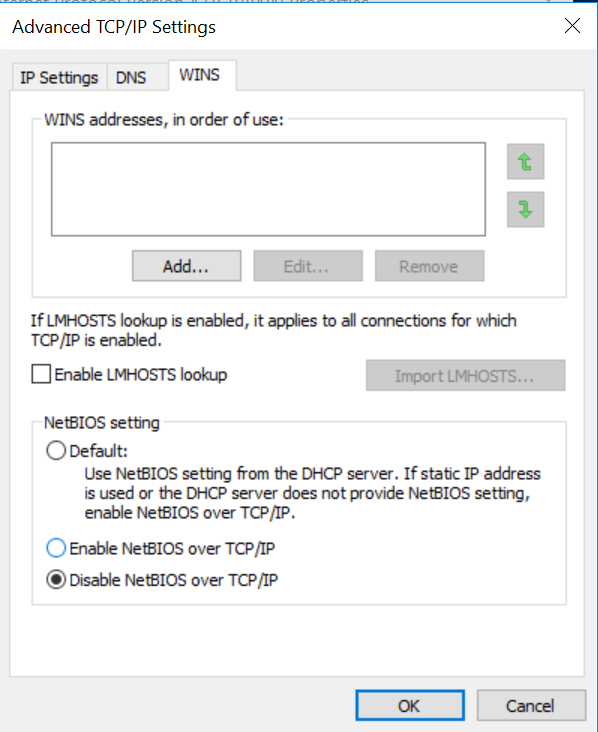 Advanced TCP/IP Settings
IP Settings DNS WINS
WINS addresses, in order of use:
Add... Edit... Remove
If LMHOSTS lookup is enabled, it applies to all connections for which
TCP/IP is enabled.
Enable LMHOSTS lookup Import LMHOSTS...
NetBIOS setting
Default:
Use NetBIOS setting from the DHCP server. If static IP address
is used or the DHCP server does not provide NetBIOS setting,
enable NetBIOS over TCP/IP.
Enable NetBIOS over TCP/IP
Disable NetBIOS over TCP/IP
OK Cancel